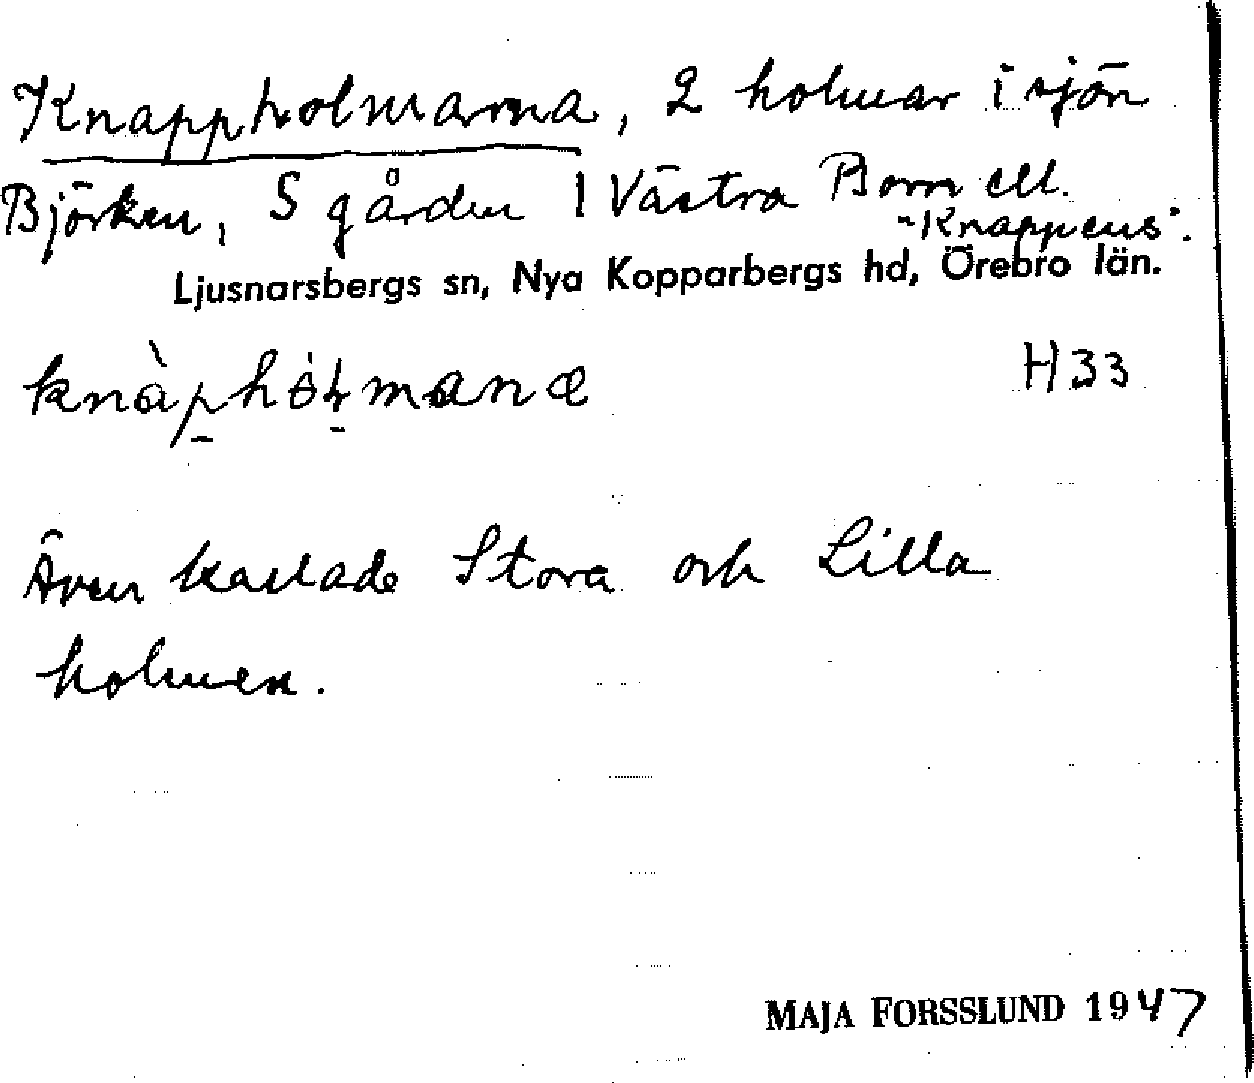 Knappholmarna, 2 holmar i sjön
Björken, S gården 1 Västra Born ell.
"Knappens".
Ljusnarsbergs sn, Nya Kopparbergs hd, Örebro län.
H33
Även kallade Stora och Lilla
holmen.
MAJA FORSSLUND 1947